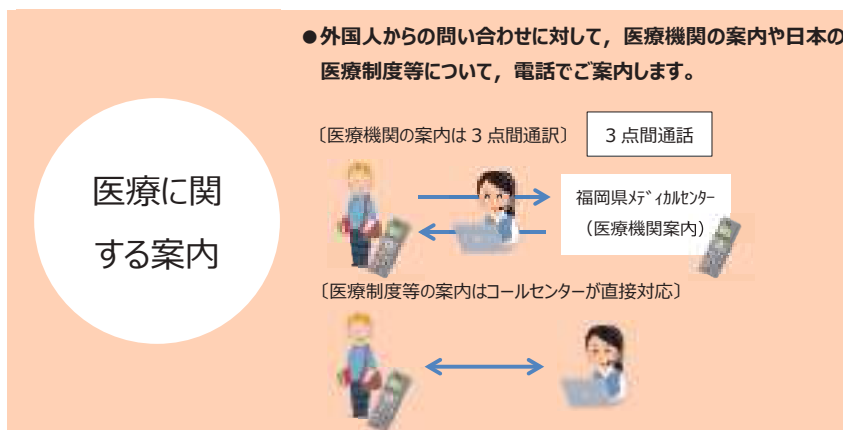 医療に関
する案内
●外国人からの問い合わせに対して，医療機関の案内や日本の
医療制度等について，電話でご案内します。
〔医療機関の案内は３点間通訳〕
３点間通話
福岡県ﾒﾃﾞｨｶﾙｾﾝﾀｰ
（医療機関案内）
〔医療制度等の案内はコールセンターが直接対応〕